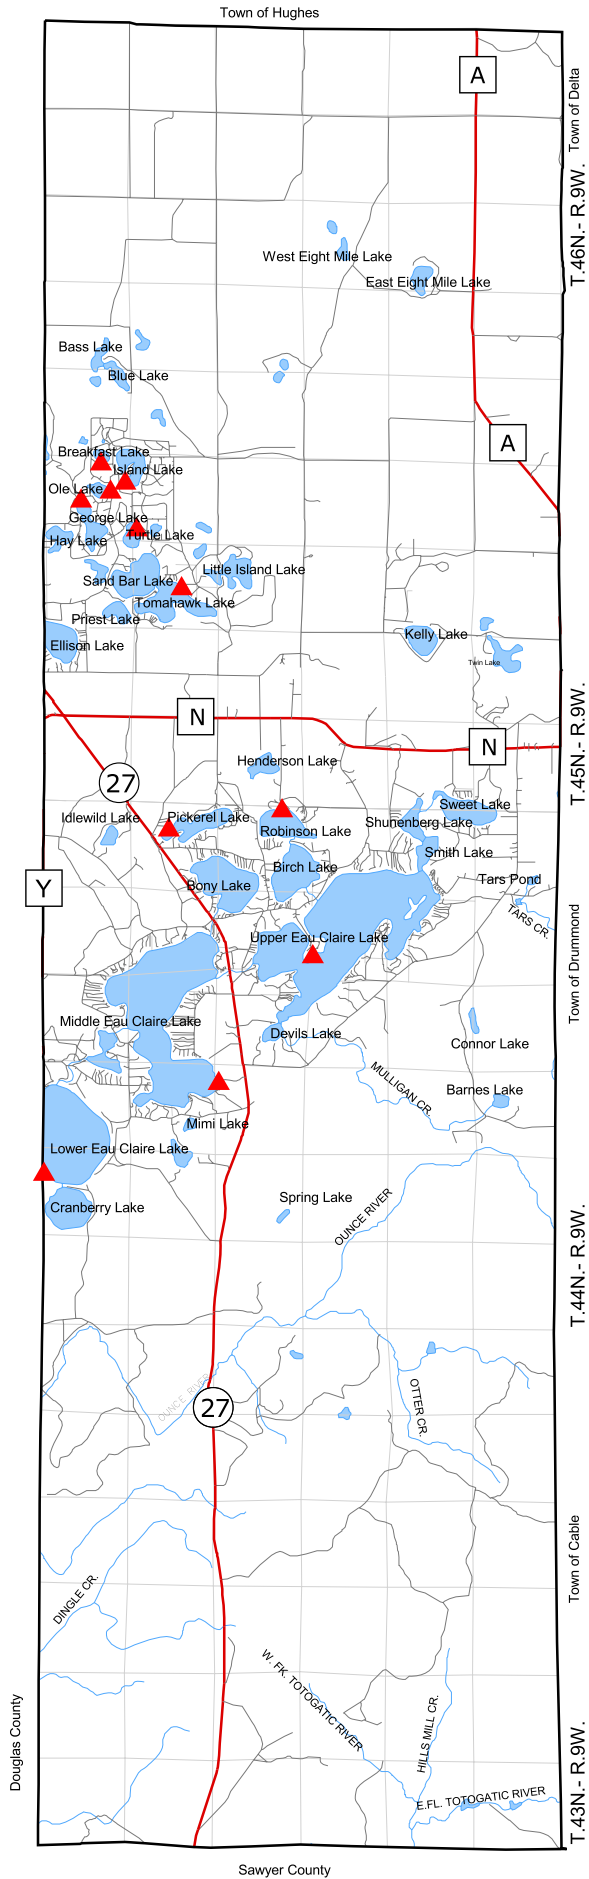 Town of Hughes
A
Town of Delta
T.46N.- R.9W.
West Eight Mile Lake
East Eight Mile Lake
Bass Lake
Blue Lake
A
Breakfast Lake
Island Lake
Ole Lake
George Lake
Turtle Lake
Hay Lake
Little Island Lake
Sand Bar Lake
Tomahawk Lake
Priest Lake
Kelly Lake
Ellison Lake
Twin Lake
T.45N.- R.9W.
N
N
Henderson Lake
27
Sweet Lake
Idlewild Lake
Pickerel Lake
Shunenberg Lake
Robinson Lake
Smith Lake
Birch Lake
Tars Pond
Bony Lake
Y
TARS CR.
Upper Eau Claire Lake
Town of Drummond
Middle Eau Claire Lake
Devils Lake
Connor Lake
MULLIGAN CR.
Barnes Lake
Mimi Lake
Lower Eau Claire Lake
Spring Lake
Cranberry Lake
OUNCE RIVER
T.44N.- R.9W.
OUNCE RIVER
27
OTTER CR.
Town of Cable
DINGLE CR.
W. FK. TOTOGATIC RIVER
HILLS MILL CR.
Douglas County
E.FL. TOTOGATIC RIVER
T.43N.- R.9W.
Sawyer County